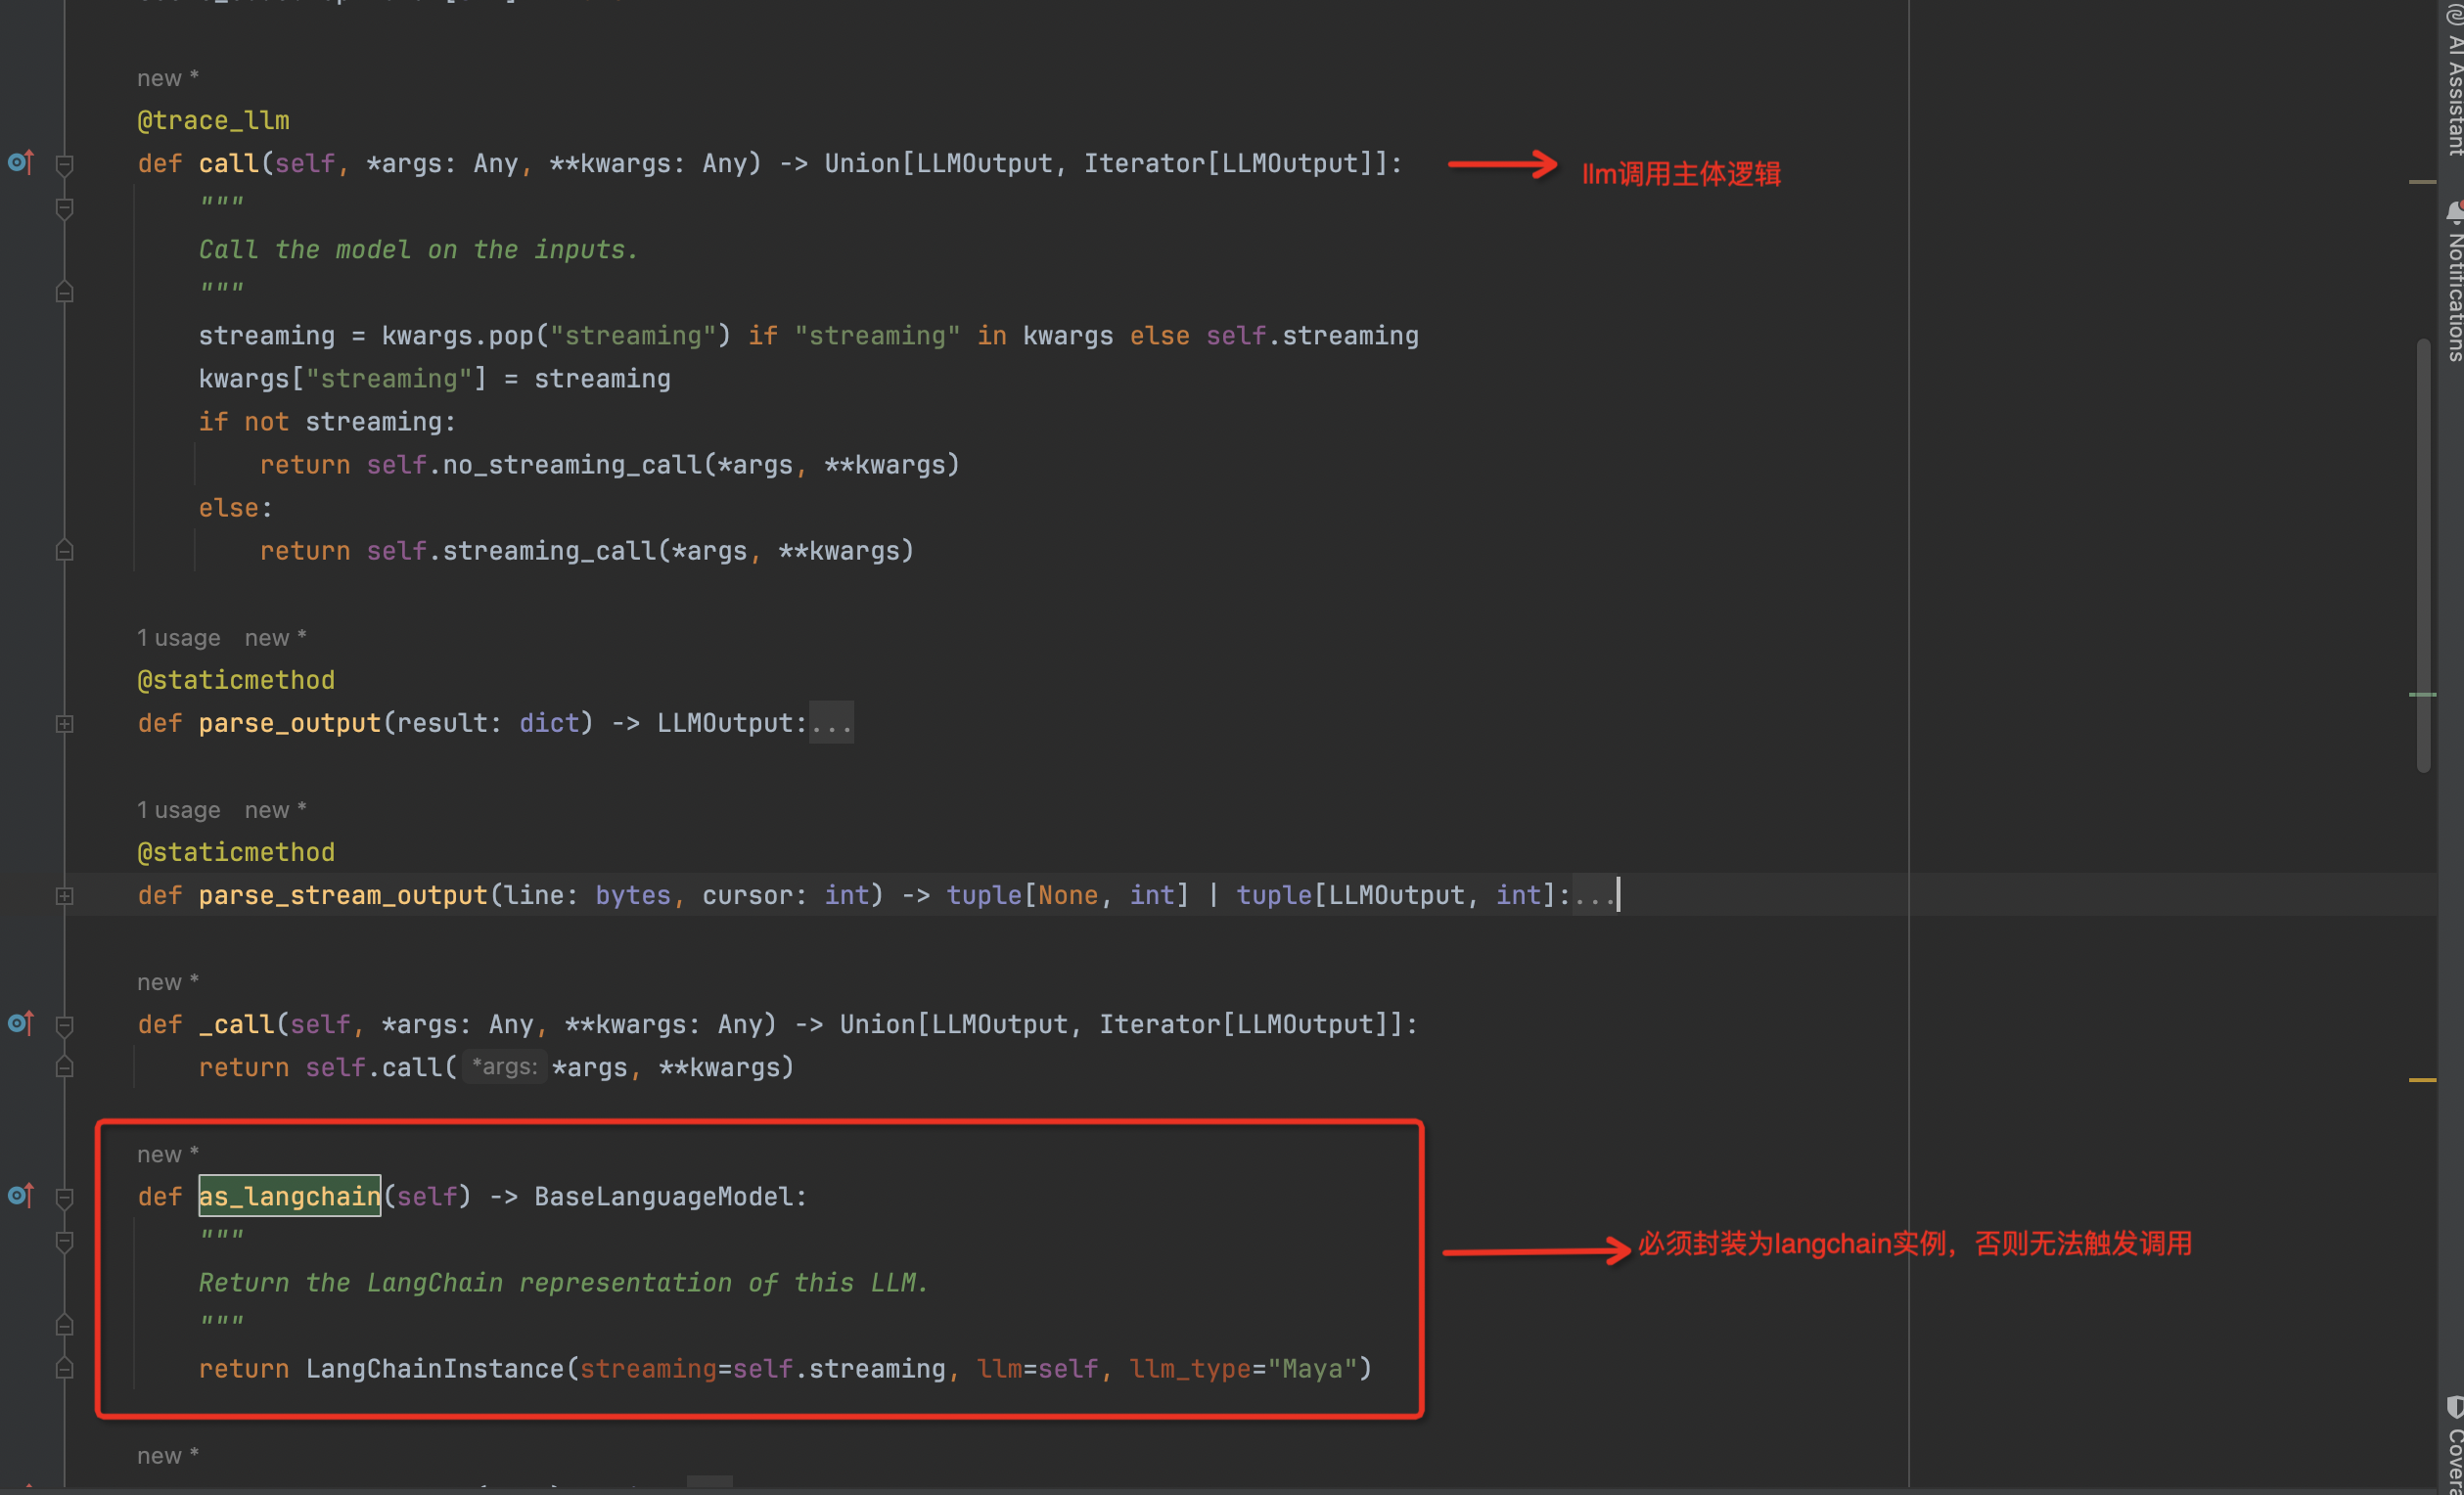 new *
@trace_llm
def call(self, *args: Any, **kwargs: Any) -> Union[LLMOutput, Iterator[LLMOutput]]:
llm调用主体逻辑
"""
Call the model on the inputs.
"""
streaming = kwargs.pop("streaming") if "streaming" in kwargs else self.streaming
kwargs["streaming"] = streaming
if not streaming:
return self.no_streaming_call(*args, **kwargs)
else:
return self.streaming_call(*args, **kwargs)
1 usage new *
@staticmethod
def parse_output(result: dict) -> LLMOutput:...
1 usage new *
@staticmethod
def parse_stream_output(line: bytes, cursor: int) -> tuple[None, int] | tuple[LLMOutput, int]:...
new *
def _call(self, *args: Any, **kwargs: Any) -> Union[LLMOutput, Iterator[LLMOutput]]:
return self.call( *args: *args, **kwargs)
new *
def as_langchain(self) -> BaseLanguageModel:
"""
Return the LangChain representation of this LLM.
"""
return LangChainInstance(streaming=self.streaming, llm=self, llm_type="Maya")
必须封装为langchain实例，否则无法触发调用
new *
AI Assistant
Notifications